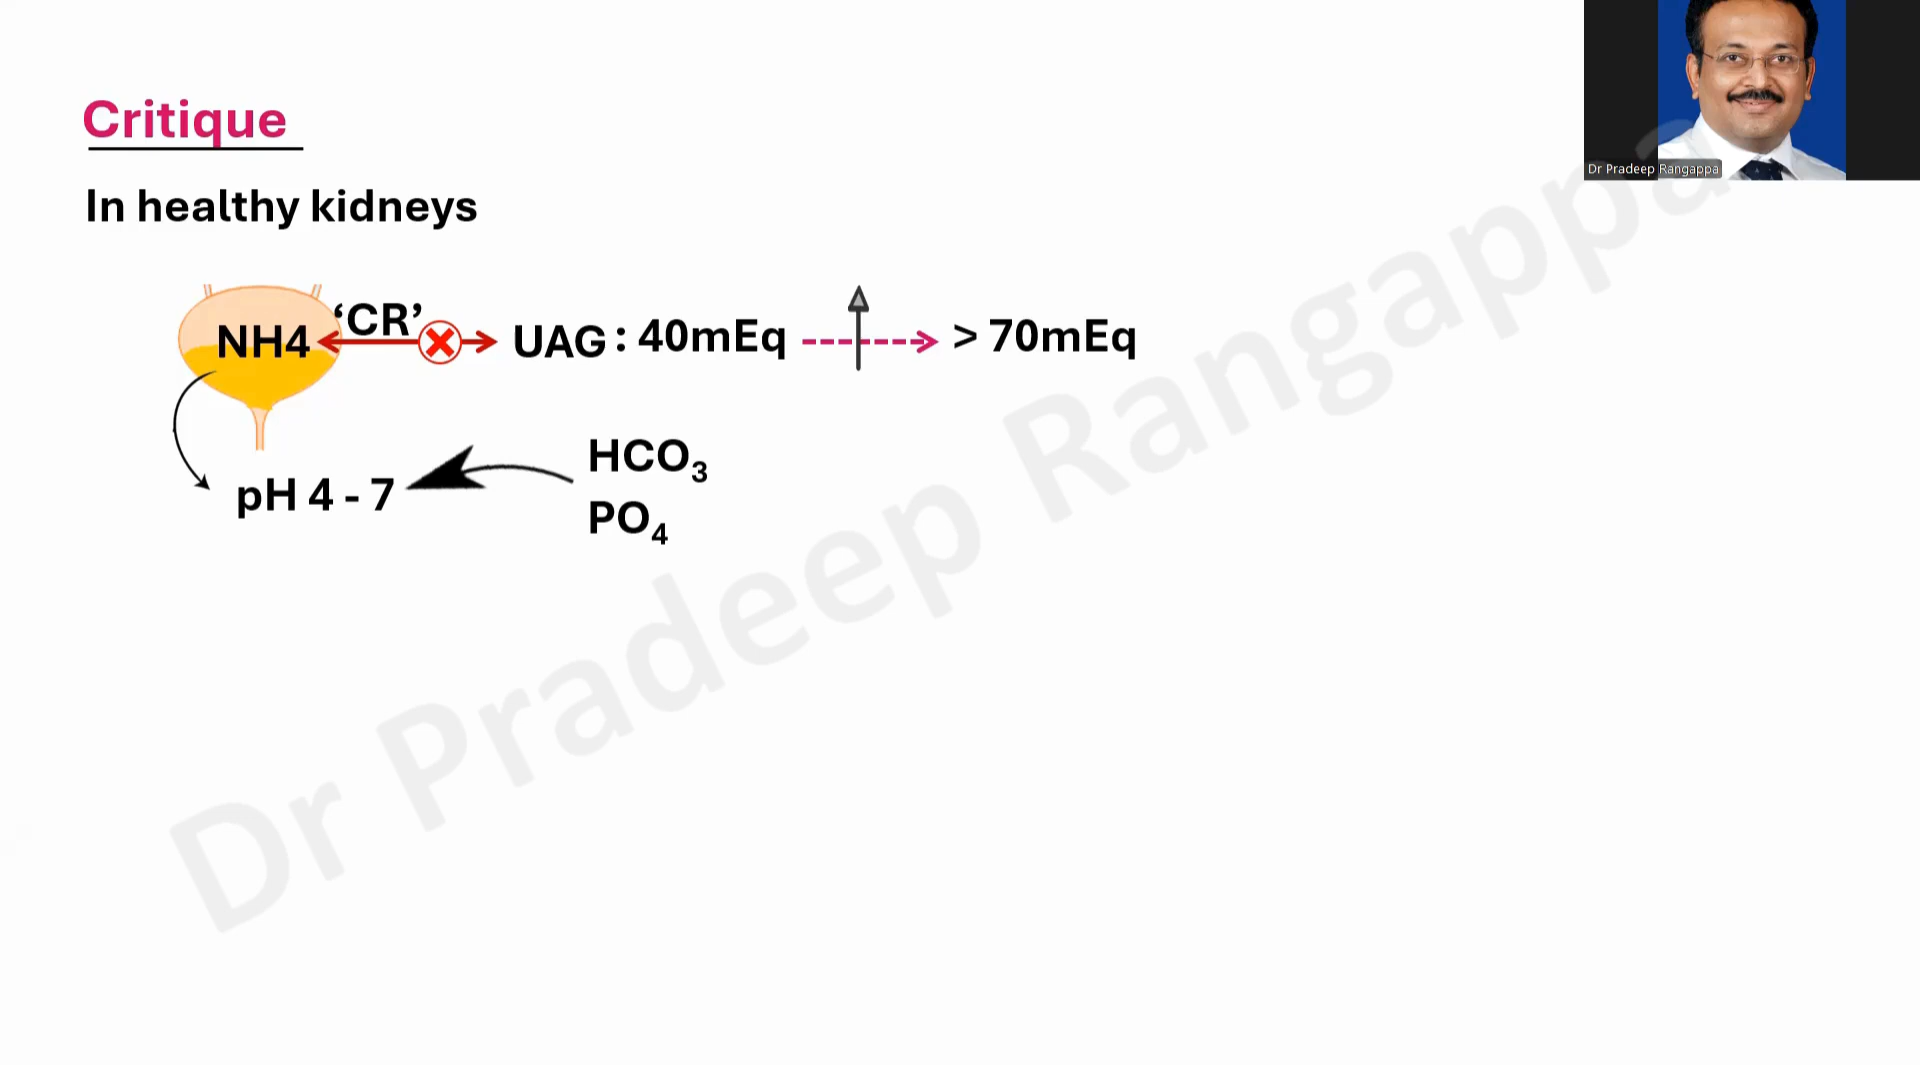 Critique
In healthy kidneys
NH4 ‘CR’ UAG : 40mEq > 70mEq
pH 4 - 7
HCO₃
PO₄
Dr Pradeep Rangappa
Dr Pradeep Rangappa